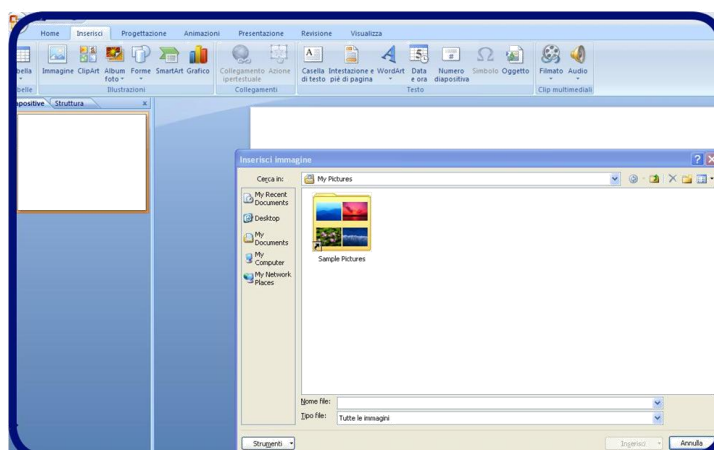 Home Inserisci Progettazione Animazioni Presentazione Revisione Visualizza
Immagine ClipArt Album foto Forme SmartArt Grafico Collegamento ipertestuale Azione Casella di testo Intestazione e piè di pagina WordArt Data e ora Numero diapositiva Simbolo Oggetto Filmato Audio
Illustrazioni Collegamenti Testo Clip multimediali
Struttura x
Inserisci immagine
Cerca in: My Pictures
My Recent Documents
Desktop
My Documents
My Computer
My Network Places
Sample Pictures
Nome file:
Tipo file: Tutte le immagini
Strumenti Inserisci Annulla